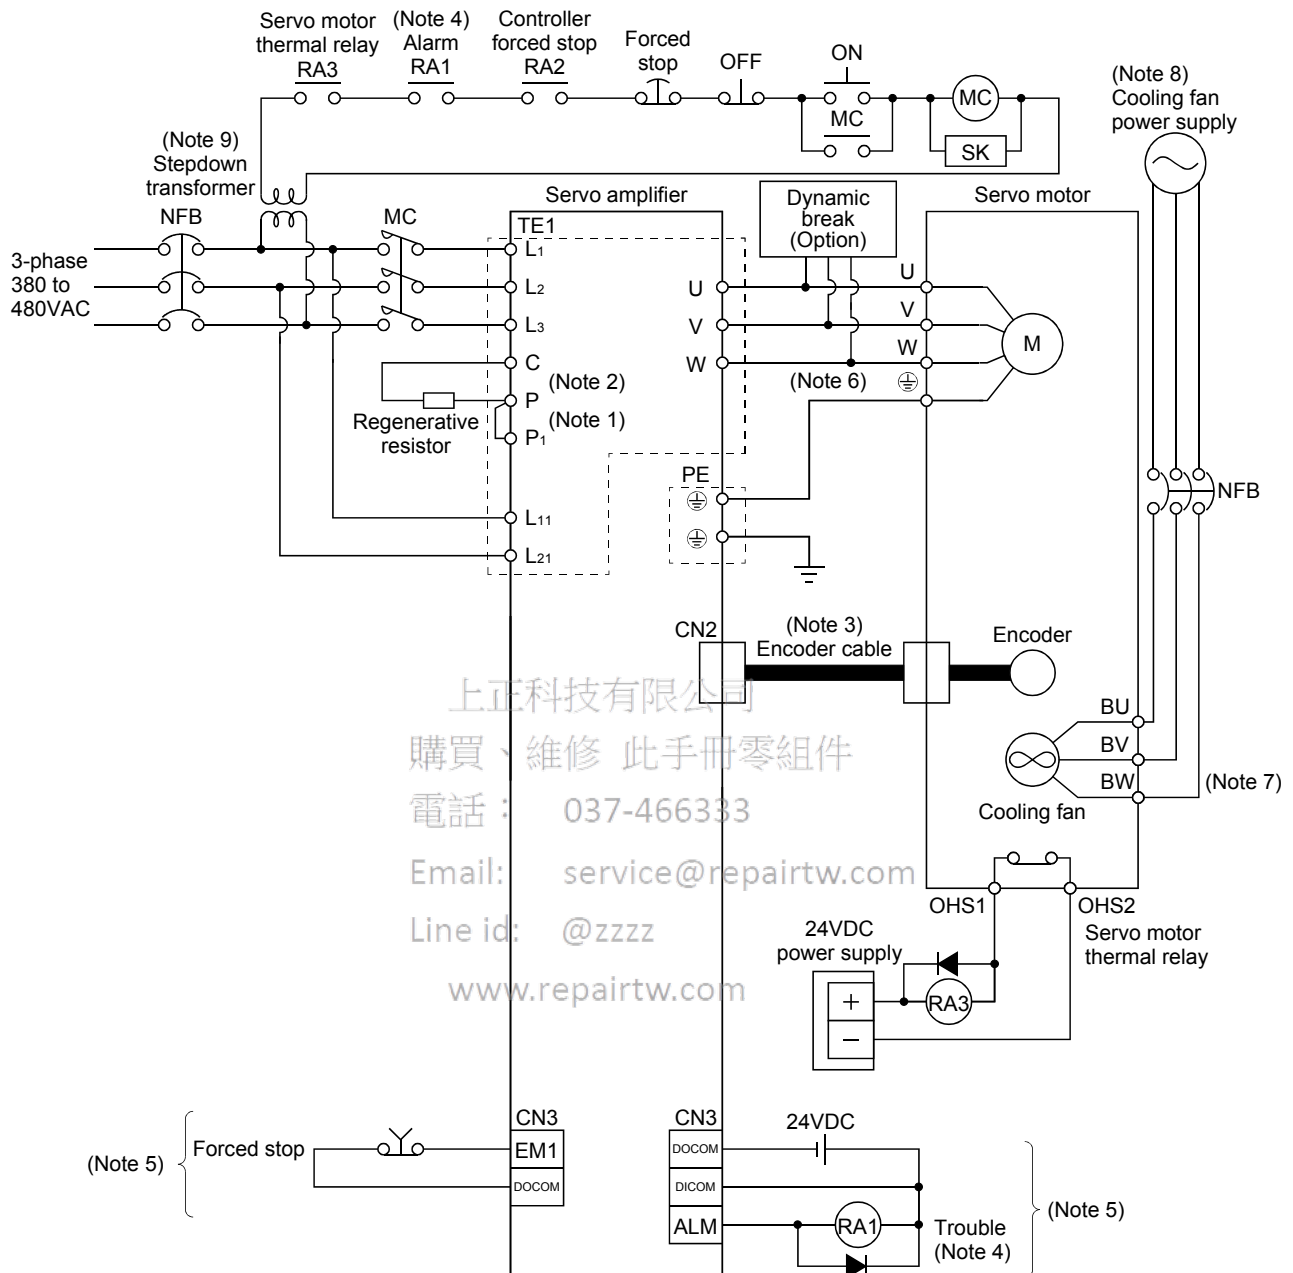 Servo motor
thermal relay
RA3
(Note 4)
Alarm
RA1
Controller
forced stop
RA2
Forced
stop
OFF
ON
MC
MC
SK
(Note 8)
Cooling fan
power supply
(Note 9)
Stepdown
transformer
NFB
MC
3-phase
380 to
480VAC
Servo amplifier
TE1
L1
L2
L3
C
P
P1
(Note 2)
(Note 1)
Regenerative
resistor
L11
L21
U
V
W
PE
Dynamic
break
(Option)
Servo motor
U
V
W
M
(Note 6)
NFB
CN2
(Note 3)
Encoder cable
Encoder
BU
BV
BW
(Note 7)
Cooling fan
上正科技有限公司
購買、維修 此手冊零組件
電話： 037-466333
Email: service@repairtw.com
Line id: @zzzz
www.repairtw.com
OHS1
OHS2
Servo motor
thermal relay
24VDC
power supply
+
−
RA3
(Note 5)
Forced stop
CN3
EM1
DOCOM
CN3
DOCOM
DICOM
ALM
24VDC
RA1
Trouble
(Note 4)
(Note 5)